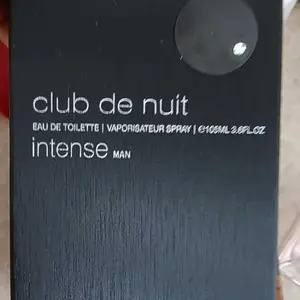 club de nuit
EAU DE TOILETTE | VAPORISATEUR SPRAY | ℮105ML 3.6FL.OZ
intense MAN